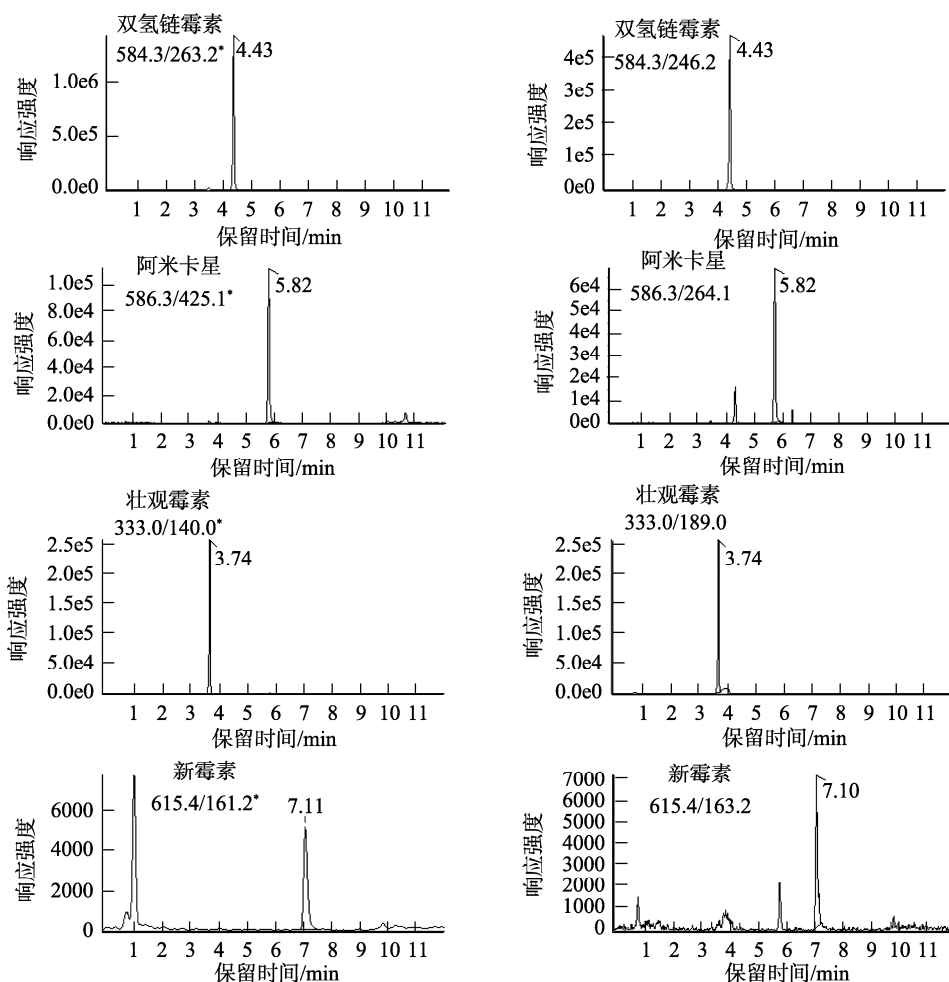 双氢链霉素
584.3/263.2*
4.43
1.0e6
5.0e5
0.0e0
响应强度
1 2 3 4 5 6 7 8 9 10 11
保留时间/min
双氢链霉素
584.3/246.2
4.43
4e5
3e5
2e5
1e5
0e0
响应强度
1 2 3 4 5 6 7 8 9 10 11
保留时间/min
阿米卡星
586.3/425.1*
5.82
1.0e5
8.0e4
6.0e4
4.0e4
2.0e4
0.0e0
响应强度
1 2 3 4 5 6 7 8 9 10 11
保留时间/min
阿米卡星
586.3/264.1
5.82
6e4
5e4
4e4
3e4
2e4
1e4
0e0
响应强度
1 2 3 4 5 6 7 8 9 10 11
保留时间/min
壮观霉素
333.0/140.0*
3.74
2.5e5
2.0e5
1.5e5
1.0e5
5.0e4
0.0e0
响应强度
1 2 3 4 5 6 7 8 9 10 11
保留时间/min
壮观霉素
333.0/189.0
3.74
2.5e5
2.0e5
1.5e5
1.0e5
5.0e4
0.0e0
响应强度
1 2 3 4 5 6 7 8 9 10 11
保留时间/min
新霉素
615.4/161.2*
7.11
6000
4000
2000
0
响应强度
1 2 3 4 5 6 7 8 9 10 11
保留时间/min
新霉素
615.4/163.2
7.10
7000
6000
5000
4000
3000
2000
1000
0
响应强度
1 2 3 4 5 6 7 8 9 10 11
保留时间/min